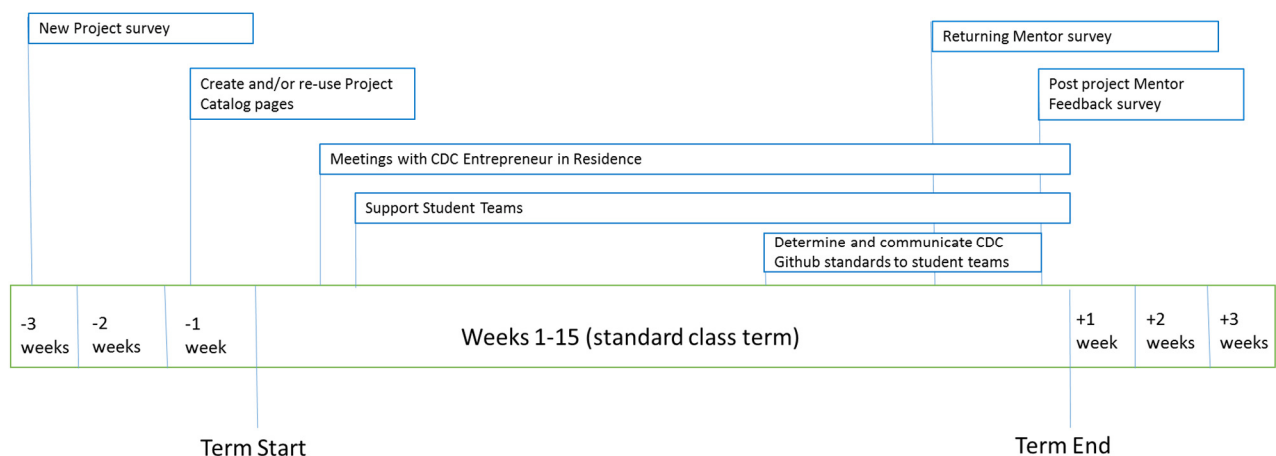 New Project survey
Returning Mentor survey
Create and/or re-use Project
Catalog pages
Post project Mentor
Feedback survey
Meetings with CDC Entrepreneur in Residence
Support Student Teams
Determine and communicate CDC
Github standards to student teams
-3
weeks
-2
weeks
-1
week
Weeks 1-15 (standard class term)
+1
week
+2
weeks
+3
weeks
Term Start
Term End